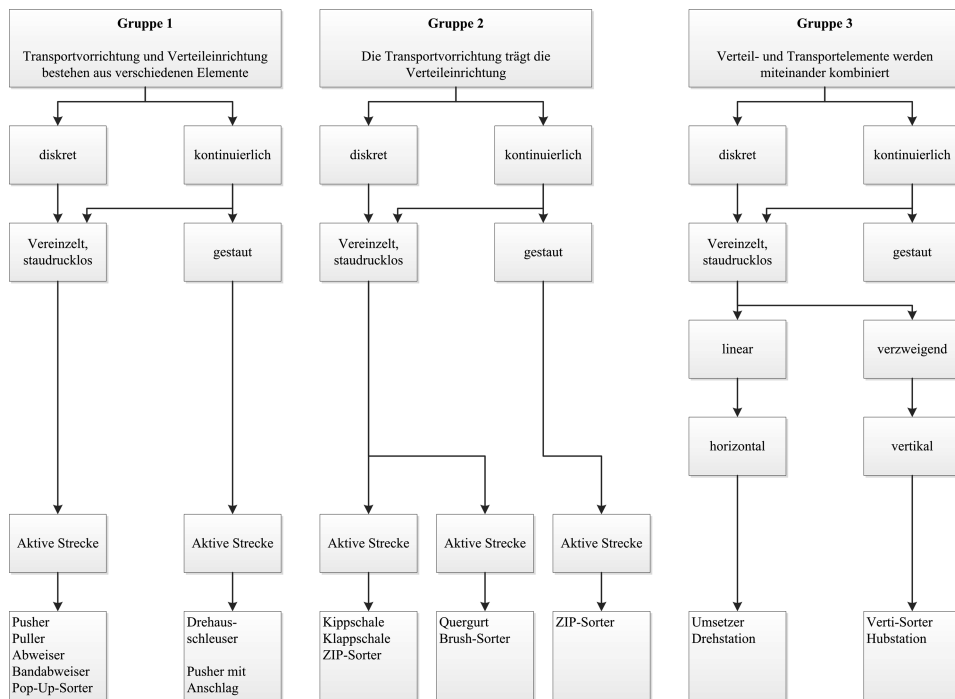 Gruppe 1
Transportvorrichtung und Verteileinrichtung
bestehen aus verschiedenen Elemente
diskret
kontinuierlich
Vereinzelt,
staudrucklos
gestaut
Aktive Strecke
Aktive Strecke
Pusher
Puller
Abweiser
Bandabweiser
Pop-Up-Sorter
Drehaus-
schleuser
Pusher mit
Anschlag
Gruppe 2
Die Transportvorrichtung trägt die
Verteileinrichtung
diskret
kontinuierlich
Vereinzelt,
staudrucklos
gestaut
Aktive Strecke
Aktive Strecke
Aktive Strecke
Kippschale
Klappschale
ZIP-Sorter
Quergurt
Brush-Sorter
ZIP-Sorter
Gruppe 3
Verteil- und Transportelemente werden
miteinander kombiniert
diskret
kontinuierlich
Vereinzelt,
staudrucklos
gestaut
linear
verzweigend
horizontal
vertikal
Umsetzer
Drehstation
Verti-Sorter
Hubstation